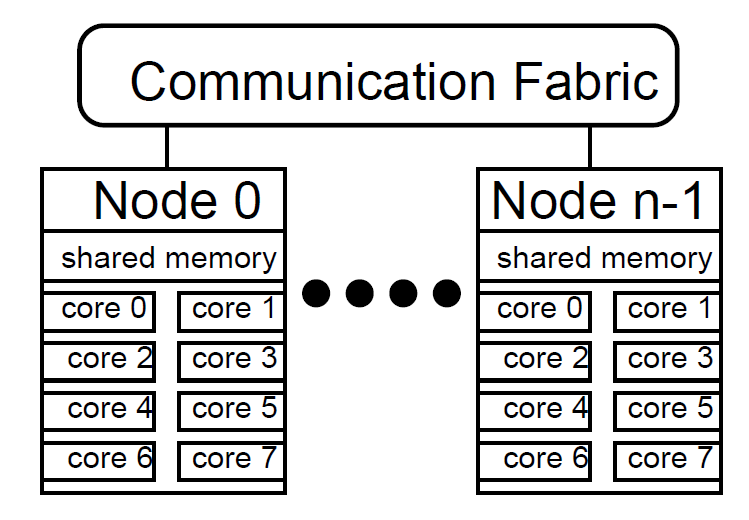 Communication Fabric
Node 0
shared memory
core 0 core 1
core 2 core 3
core 4 core 5
core 6 core 7
Node n-1
shared memory
core 0 core 1
core 2 core 3
core 4 core 5
core 6 core 7